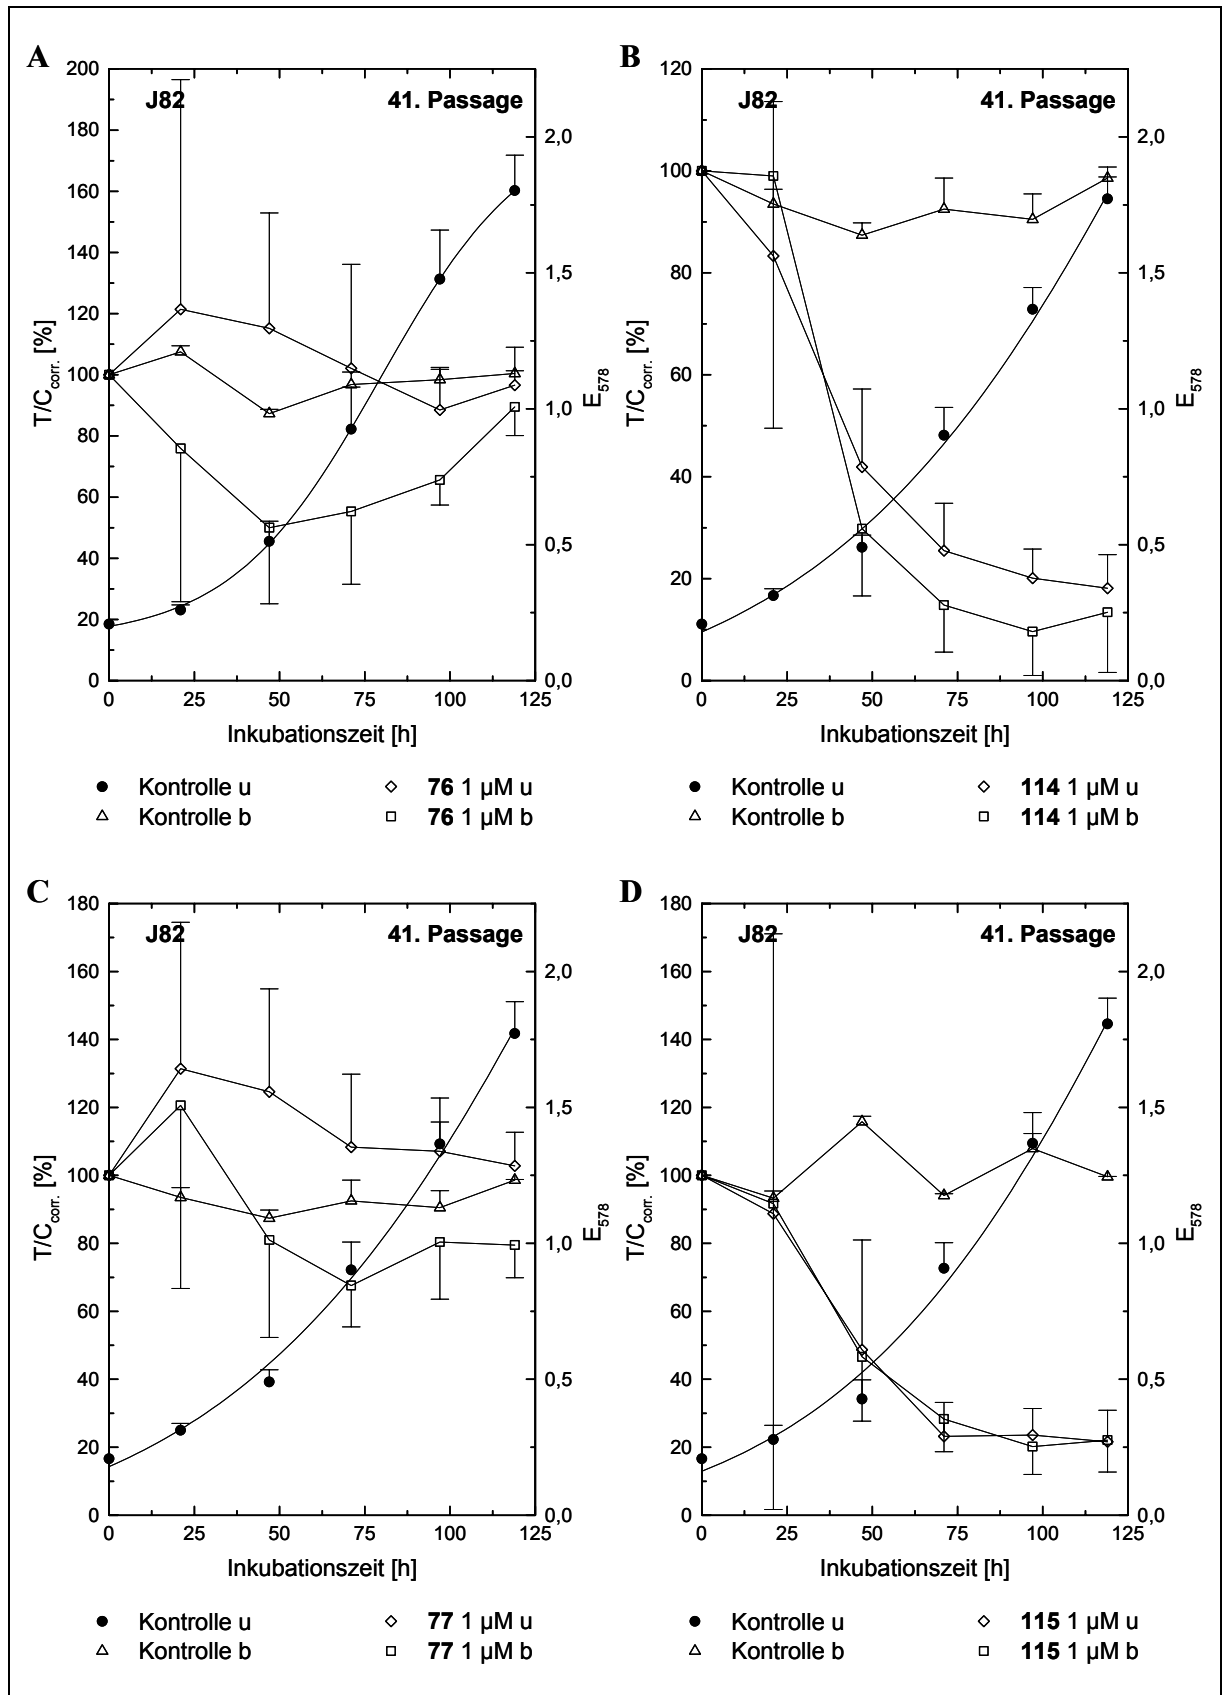 A
B
J82 41. Passage
J82 41. Passage
T/Ccorr. [%]
200
180
160
140
120
100
80
60
40
20
0
2,0
1,5
1,0
0,5
0,0
E578
0 25 50 75 100 125
Inkubationszeit [h]
T/Ccorr. [%]
120
100
80
60
40
20
0
2,0
1,5
1,0
0,5
0,0
E578
0 25 50 75 100 125
Inkubationszeit [h]
Kontrolle u 76 1 µM u
Kontrolle b 76 1 µM b
Kontrolle u 114 1 µM u
Kontrolle b 114 1 µM b
C
D
J82 41. Passage
J82 41. Passage
T/Ccorr. [%]
180
160
140
120
100
80
60
40
20
0
2,0
1,5
1,0
0,5
0,0
E578
0 25 50 75 100 125
Inkubationszeit [h]
T/Ccorr. [%]
180
160
140
120
100
80
60
40
20
0
2,0
1,5
1,0
0,5
0,0
E578
0 25 50 75 100 125
Inkubationszeit [h]
Kontrolle u 77 1 µM u
Kontrolle b 77 1 µM b
Kontrolle u 115 1 µM u
Kontrolle b 115 1 µM b